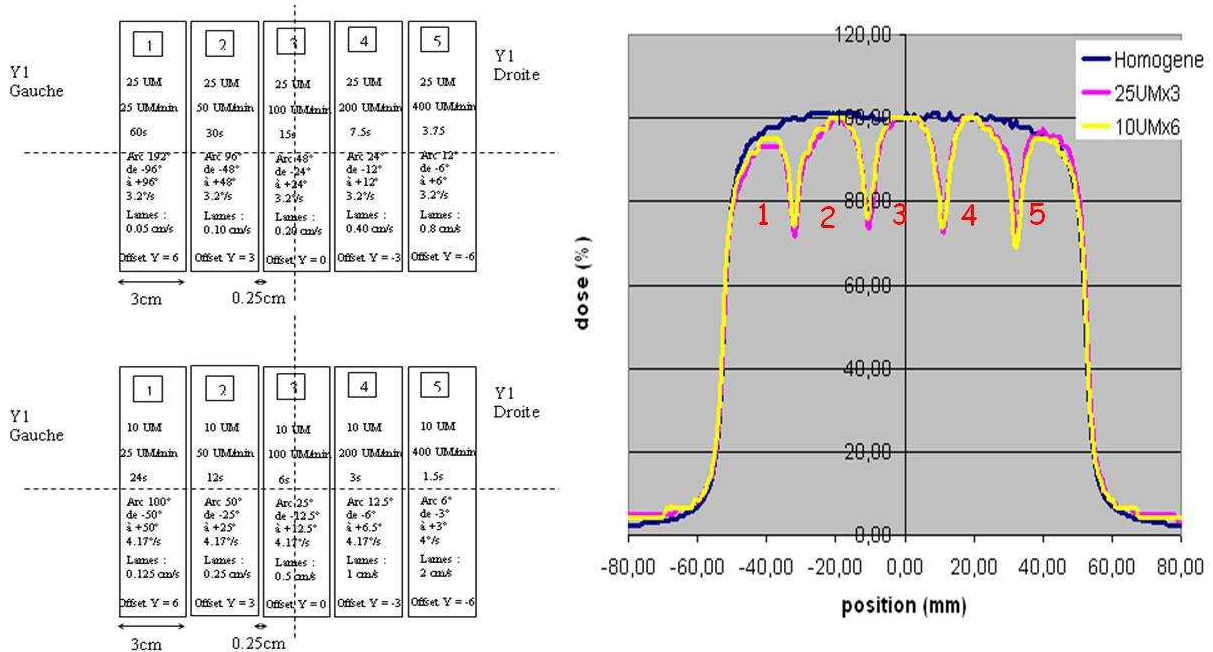 1 2 3 4 5
Y1 Gauche
Y1 Droite
25 UM 25 UM 25 UM 25 UM 25 UM
25 UM/min 50 UM/min 100 UM/min 200 UM/min 400 UM/min
60s 30s 15s 7.5s 3.75
Arc 192° Arc 96° Arc 48° Arc 24° Arc 12°
de -96° de -48° de -24° de -12° de -6°
à +96° à +48° à +24° à +12° à +6°
3.2°/s 3.2°/s 3.2°/s 3.2°/s 3.2°/s
Lames : Lames : Lames : Lames : Lames :
0.05 cm/s 0.10 cm/s 0.20 cm/s 0.40 cm/s 0.8 cm/s
Offset Y = 6 Offset Y = 3 Offset Y = 0 Offset Y = -3 Offset Y = -6
3cm 0.25cm
1 2 3 4 5
Y1 Gauche
Y1 Droite
10 UM 10 UM 10 UM 10 UM 10 UM
25 UM/min 50 UM/min 100 UM/min 200 UM/min 400 UM/min
24s 12s 6s 3s 1.5s
Arc 100° Arc 50° Arc 25° Arc 12.5° Arc 6°
de -50° de -25° de -12.5° de -6° de -3°
à +50° à +25° à +12.5° à +6.5° à +3°
4.17°/s 4.17°/s 4.17°/s 4.17°/s 4°/s
Lames : Lames : Lames : Lames : Lames :
0.125 cm/s 0.25 cm/s 0.5 cm/s 1 cm/s 2 cm/s
Offset Y = 6 Offset Y = 3 Offset Y = 0 Offset Y = -3 Offset Y = -6
3cm 0.25cm
120,00
100,00
80,00
60,00
40,00
20,00
0,00
dose (%)
Homogene
25UMx3
10UMx6
1 2 3 4 5
-80,00 -60,00 -40,00 -20,00 0,00 20,00 40,00 60,00 80,00
position (mm)